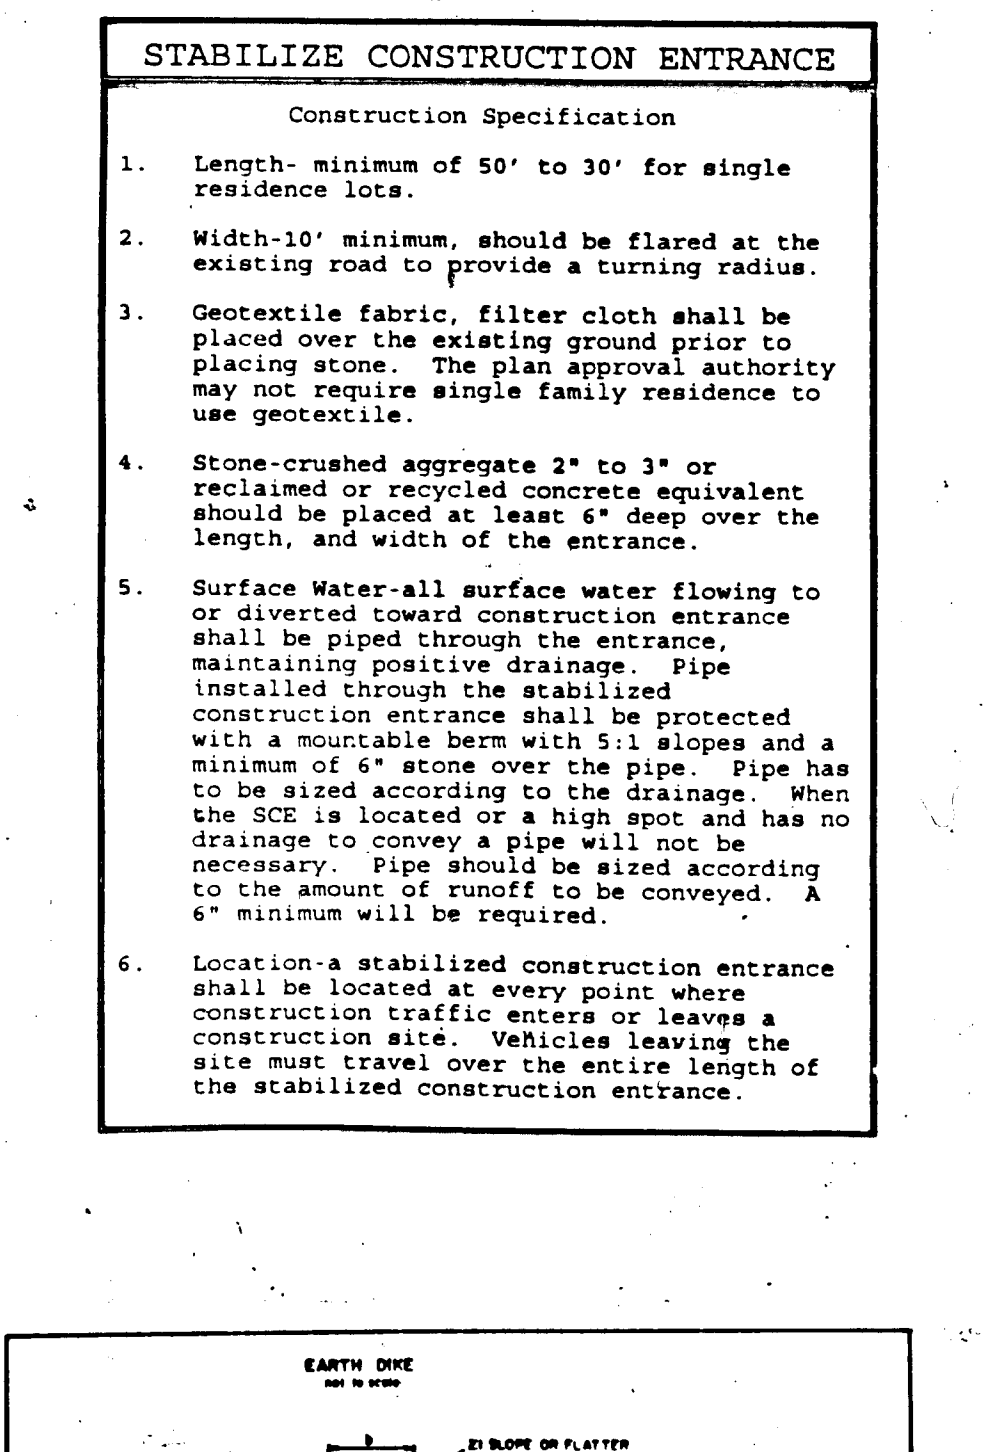 STABILIZE CONSTRUCTION ENTRANCE
Construction Specification
1. Length- minimum of 50' to 30' for single
residence lots.
2. Width-10' minimum, should be flared at the
existing road to provide a turning radius.
3. Geotextile fabric, filter cloth shall be
placed over the existing ground prior to
placing stone. The plan approval authority
may not require single family residence to
use geotextile.
4. Stone-crushed aggregate 2" to 3" or
reclaimed or recycled concrete equivalent
should be placed at least 6" deep over the
length, and width of the entrance.
5. Surface Water-all surface water flowing to
or diverted toward construction entrance
shall be piped through the entrance,
maintaining positive drainage. Pipe
installed through the stabilized
construction entrance shall be protected
with a mountable berm with 5:1 slopes and a
minimum of 6" stone over the pipe. Pipe has
to be sized according to the drainage. When
the SCE is located or a high spot and has no
drainage to convey a pipe will not be
necessary. Pipe should be sized according
to the amount of runoff to be conveyed. A
6" minimum will be required.
6. Location-a stabilized construction entrance
shall be located at every point where
construction traffic enters or leaves a
construction site. Vehicles leaving the
site must travel over the entire length of
the stabilized construction entrance.
EARTH DIKE
not to scale
b
SLOPE OR FLATTER